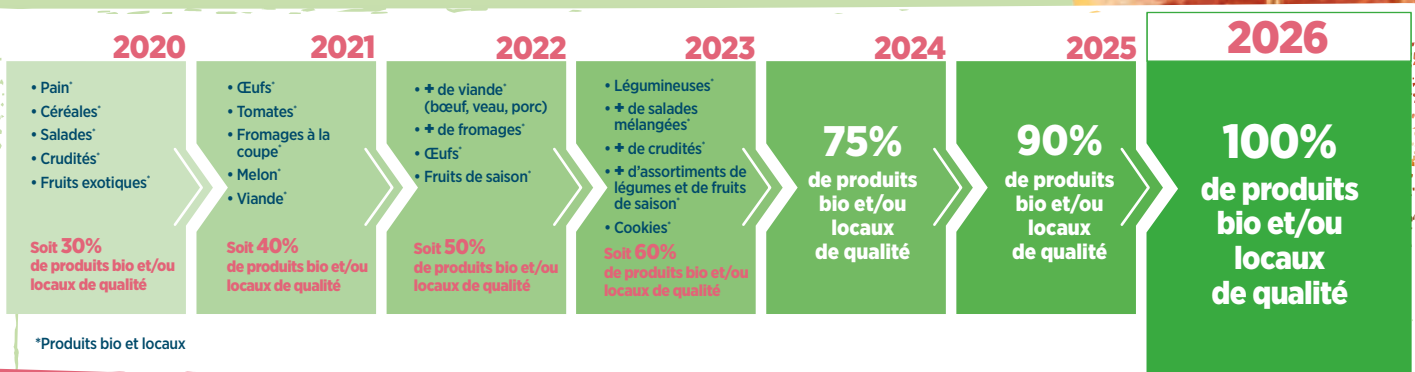 2020
• Pain*
• Céréales*
• Salades*
• Crudités*
• Fruits exotiques*
Soit 30%
de produits bio et/ou
locaux de qualité
2021
• Œufs*
• Tomates*
• Fromages à la
coupe*
• Melon*
• Viande*
Soit 40%
de produits bio et/ou
locaux de qualité
2022
• + de viande*
(bœuf, veau, porc)
• + de fromages*
• Œufs*
• Fruits de saison*
Soit 50%
de produits bio et/ou
locaux de qualité
2023
• Légumineuses*
• + de salades
mélangées*
• + de crudités*
• + d’assortiments de
légumes et de fruits
de saison*
• Cookies*
Soit 60%
de produits bio et/ou
locaux de qualité
2024
75%
de produits
bio et/ou
locaux
de qualité
2025
90%
de produits
bio et/ou
locaux
de qualité
2026
100%
de produits
bio et/ou
locaux
de qualité
*Produits bio et locaux